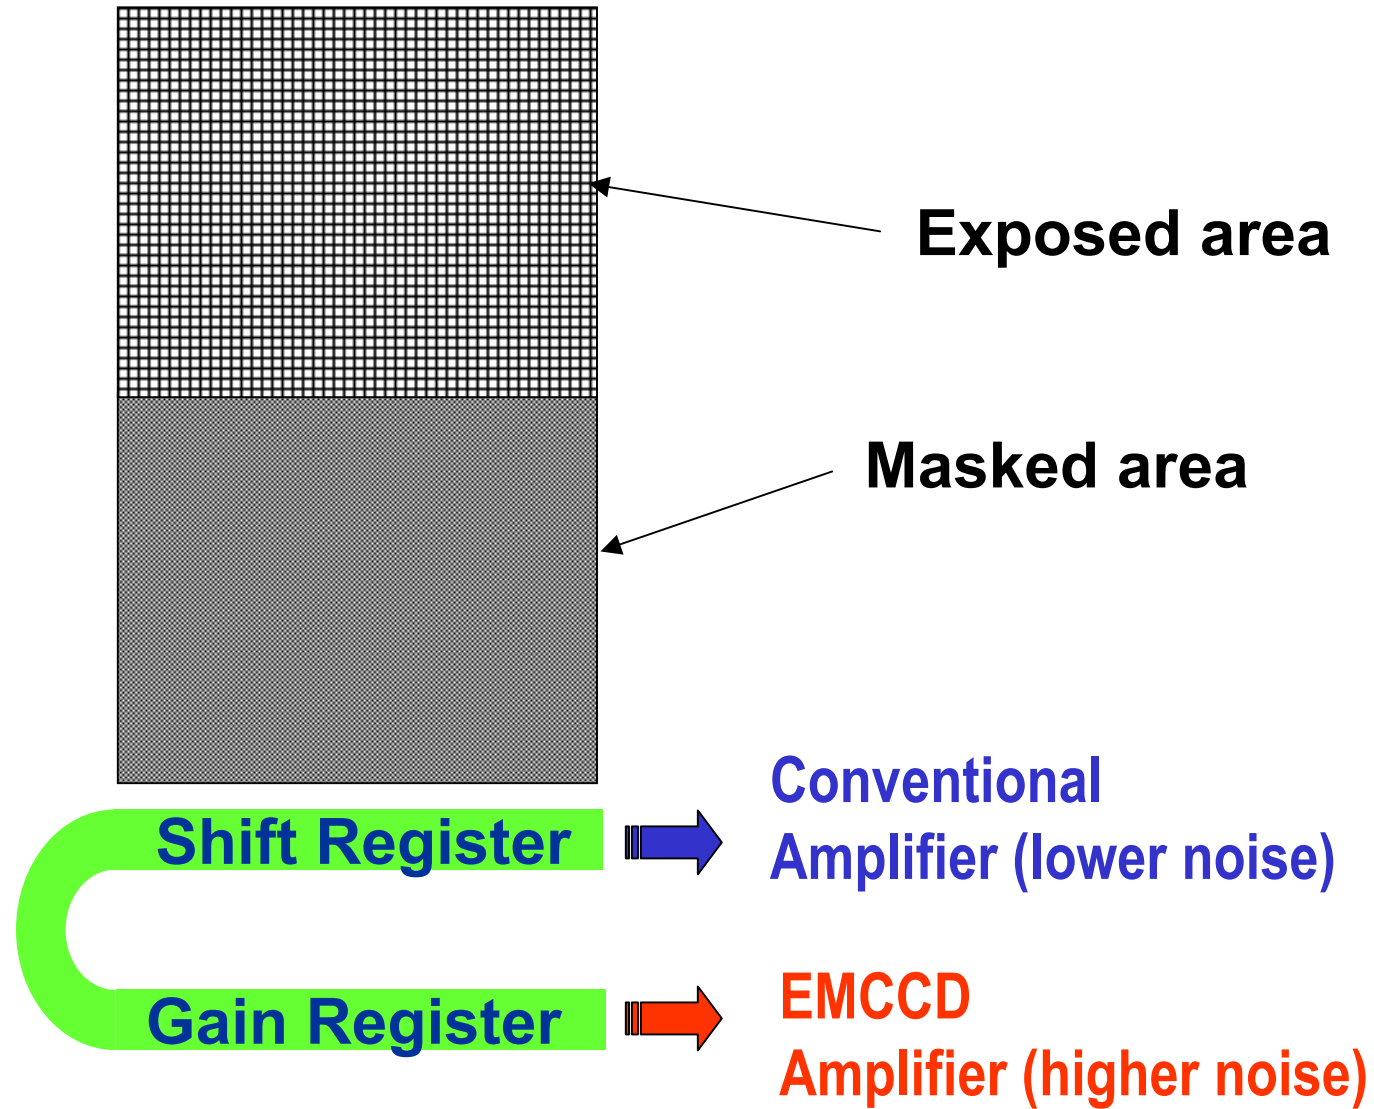 Exposed area
Masked area
Conventional
Amplifier (lower noise)
Shift Register
EMCCD
Amplifier (higher noise)
Gain Register